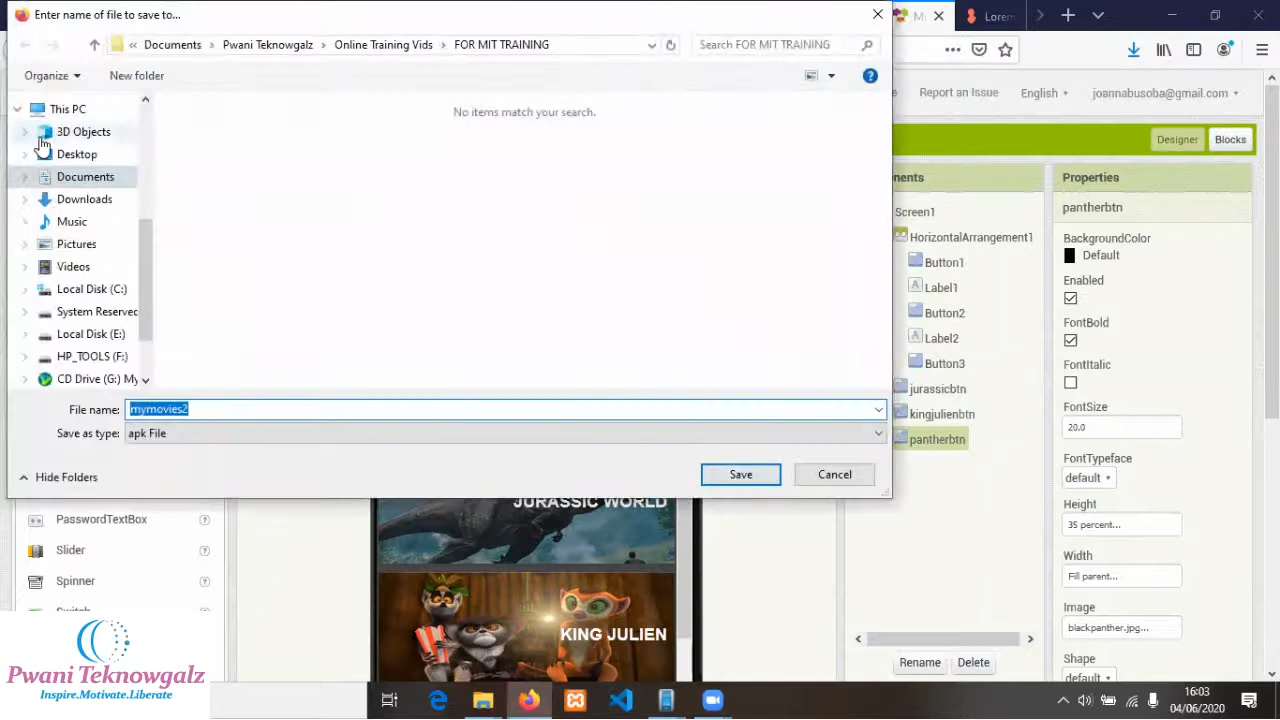 Enter name of file to save to...
« Documents > Pwani Teknowgalz > Online Training Vids > FOR MIT TRAINING
Search FOR MIT TRAINING
Organize
New folder
No items match your search.
This PC
3D Objects
Desktop
Documents
Downloads
Music
Pictures
Videos
Local Disk (C:)
System Reserved
Local Disk (E:)
HP_TOOLS (F:)
CD Drive (G:) My
File name:
mymovies2
Save as type:
apk File
Hide Folders
Save
Cancel
Lorem
Report an Issue
English
joannabusoba@gmail.com
Designer
Blocks
nents
Screen1
HorizontalArrangement1
Button1
Label1
Button2
Label2
Button3
jurassicbtn
kingjulienbtn
pantherbtn
Rename
Delete
Properties
pantherbtn
BackgroundColor
Default
Enabled
FontBold
FontItalic
FontSize
20.0
FontTypeface
default
Height
35 percent...
Width
Fill parent...
Image
blackpanther.jpg...
Shape
default
PasswordTextBox
Slider
Spinner
Switch
JURASSIC WORLD
KING JULIEN
Pwani Teknowgalz
Inspire.Motivate.Liberate
16:03
04/06/2020